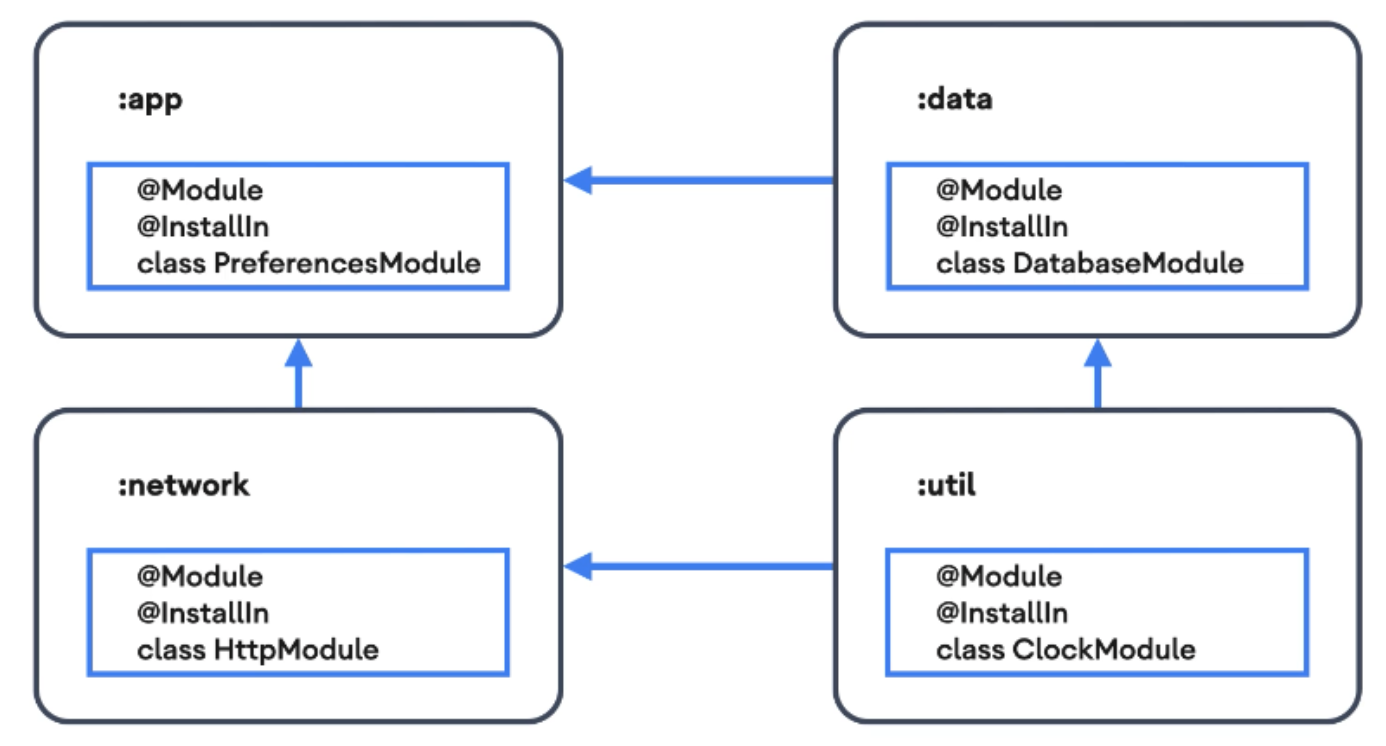 :app
@Module
@InstallIn
class PreferencesModule
:data
@Module
@InstallIn
class DatabaseModule
:network
@Module
@InstallIn
class HttpModule
:util
@Module
@InstallIn
class ClockModule